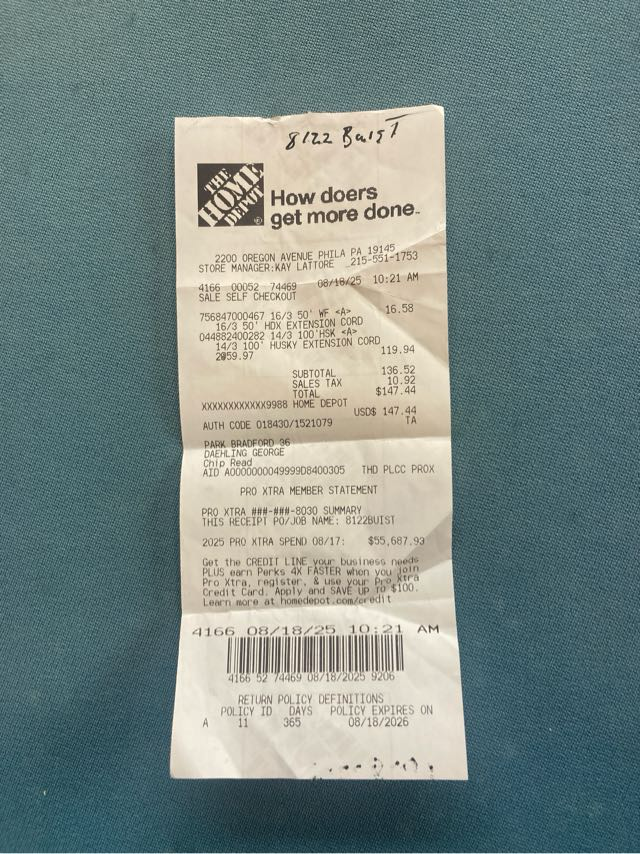 8122 Buist
THE
HOME
DEPOT
How doers
get more done™
2200 OREGON AVENUE PHILA PA 19145
STORE MANAGER:KAY LATTORE 215-551-1753
4166 00052 74469 08/18/25 10:21 AM
SALE SELF CHECKOUT
756847000467 16/3 50' WF <A> 16.58
16/3 50' HDX EXTENSION CORD
044882400282 14/3 100'HSK <A>
14/3 100' HUSKY EXTENSION CORD
2@59.97 119.94
SUBTOTAL 136.52
SALES TAX 10.92
TOTAL $147.44
XXXXXXXXXXXX9988 HOME DEPOT
USD$ 147.44
AUTH CODE 018430/1521079 TA
PARK BRADFORD 36
DAEHLING GEORGE
Chip Read
AID A0000000049999D8400305 THD PLCC PROX
PRO XTRA MEMBER STATEMENT
PRO XTRA ###-###-8030 SUMMARY
THIS RECEIPT PO/JOB NAME: 8122BUIST
2025 PRO XTRA SPEND 08/17: $55,687.93
Get the CREDIT LINE your business needs
PLUS earn Perks 4X FASTER when you join
Pro Xtra, register, & use your Pro Xtra
Credit Card. Apply and SAVE UP to $100.
Learn more at homedepot.com/credit
4166 08/18/25 10:21 AM
4166 52 74469 08/18/2025 9206
RETURN POLICY DEFINITIONS
POLICY ID DAYS POLICY EXPIRES ON
A 11 365 08/18/2026